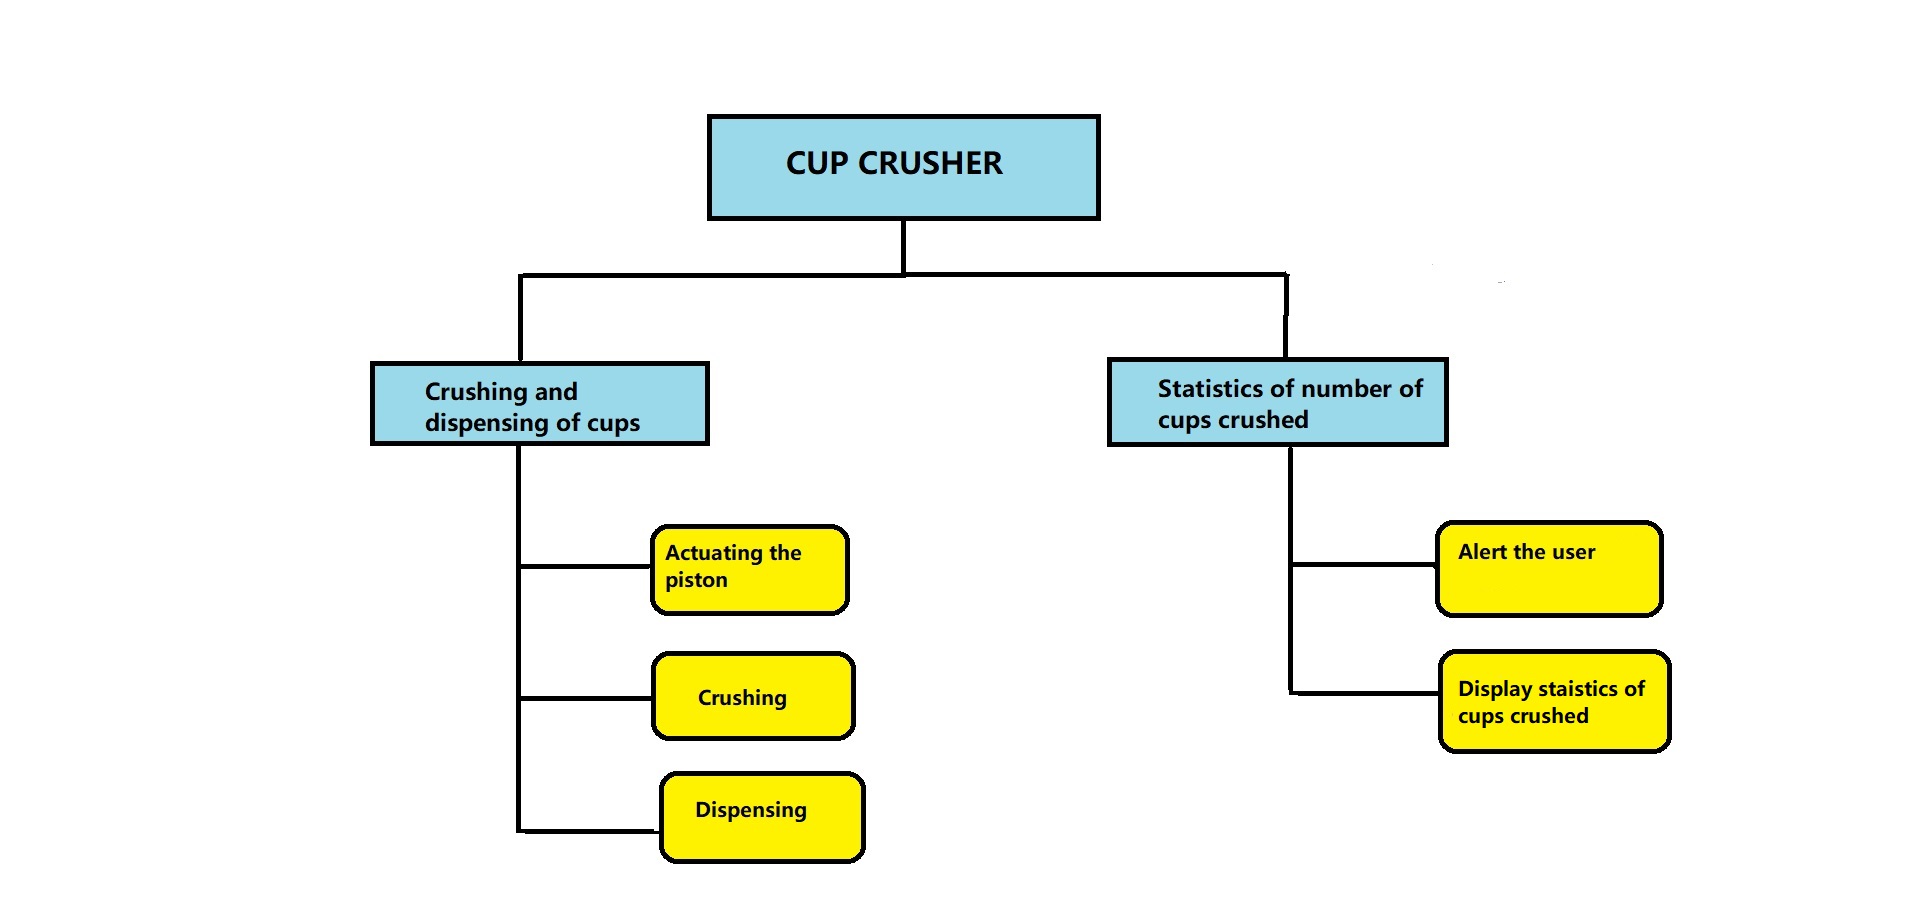 CUP CRUSHER
Crushing and
dispensing of cups
Statistics of number of
cups crushed
Actuating the
piston
Crushing
Dispensing
Alert the user
Display staistics of
cups crushed